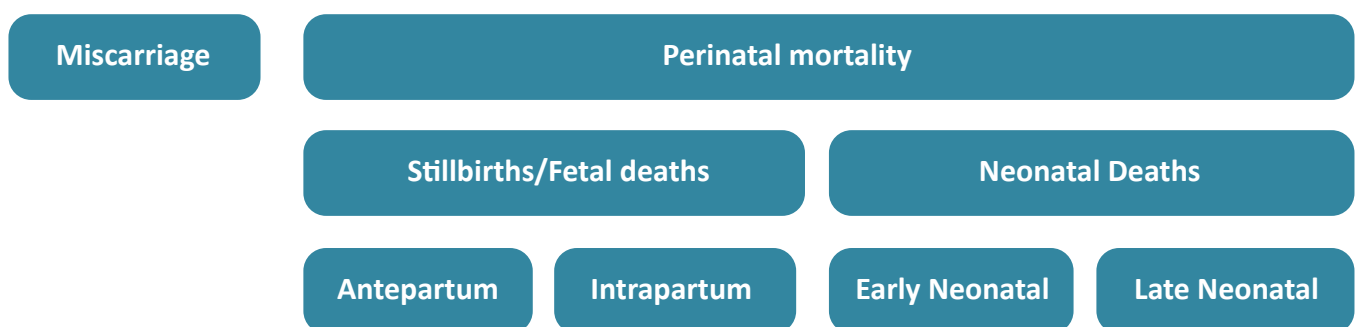 Miscarriage
Perinatal mortality
Stillbirths/Fetal deaths
Neonatal Deaths
Antepartum
Intrapartum
Early Neonatal
Late Neonatal